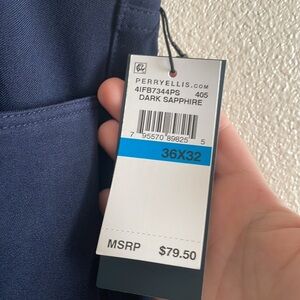 PERRYELLIS.COM
4IFB7344PS 405
DARK SAPPHIRE
7 95570 89825 5
36X32
MSRP $79.50